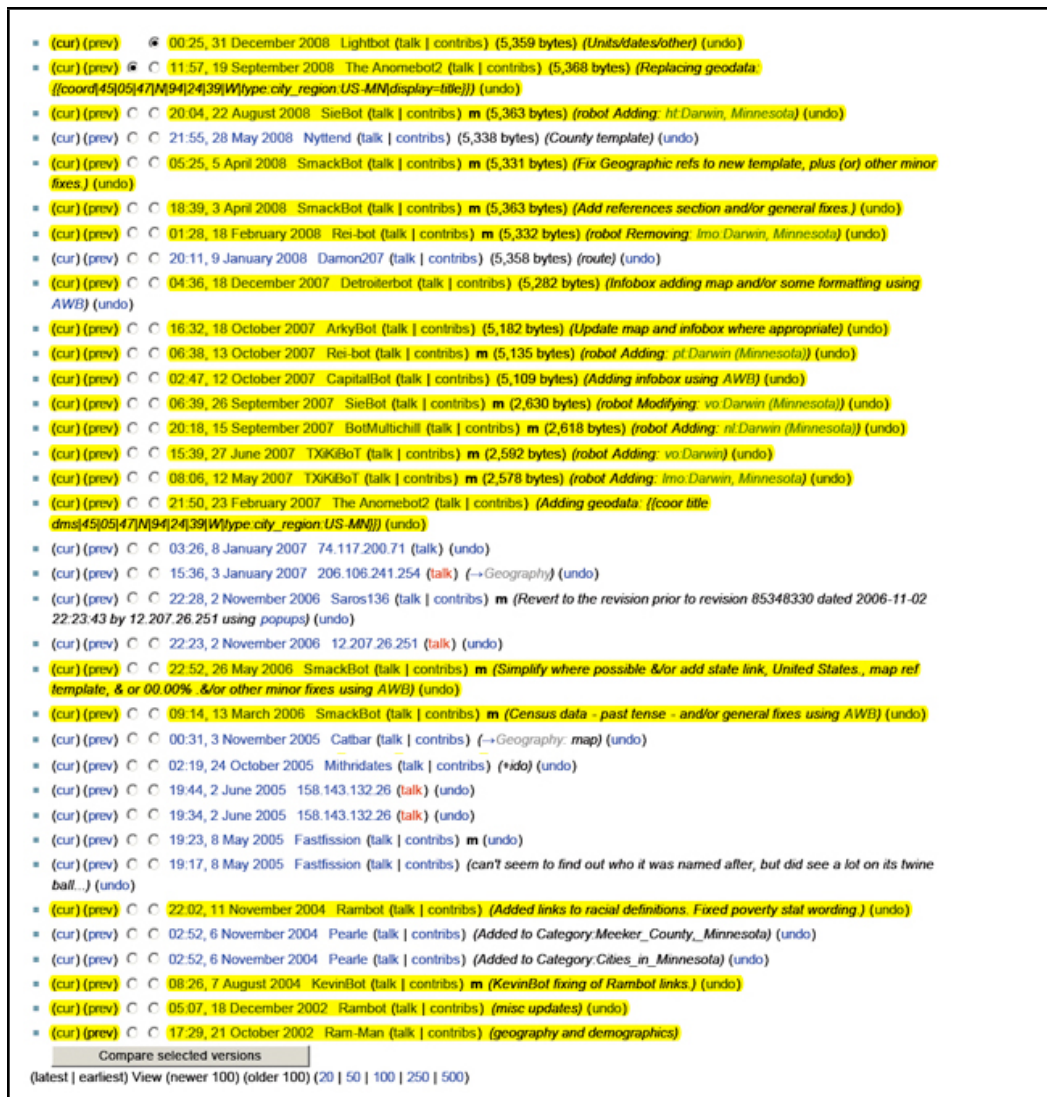 (cur) (prev) 00:25, 31 December 2008 Lightbot (talk | contribs) (5,359 bytes) (Units/dates/other) (undo)
(cur) (prev) 11:57, 19 September 2008 The Anomebot2 (talk | contribs) (5,368 bytes) (Replacing geodata:
{{coord|45|05|47|N|94|24|39|W|type:city_region:US-MN|display=title}}) (undo)
(cur) (prev) 20:04, 22 August 2008 SieBot (talk | contribs) m (5,363 bytes) (robot Adding: ht:Darwin, Minnesota) (undo)
(cur) (prev) 21:55, 28 May 2008 Nyttend (talk | contribs) (5,338 bytes) (County template) (undo)
(cur) (prev) 05:25, 5 April 2008 SmackBot (talk | contribs) m (5,331 bytes) (Fix Geographic refs to new template, plus (or) other minor
fixes.) (undo)
(cur) (prev) 18:39, 3 April 2008 SmackBot (talk | contribs) m (5,363 bytes) (Add references section and/or general fixes.) (undo)
(cur) (prev) 01:28, 18 February 2008 Rei-bot (talk | contribs) m (5,332 bytes) (robot Removing: lmo:Darwin, Minnesota) (undo)
(cur) (prev) 20:11, 9 January 2008 Damon207 (talk | contribs) (5,358 bytes) (route) (undo)
(cur) (prev) 04:36, 18 December 2007 Detroiterbot (talk | contribs) (5,282 bytes) (Infobox adding map and/or some formatting using
AWB) (undo)
(cur) (prev) 16:32, 18 October 2007 ArkyBot (talk | contribs) (5,182 bytes) (Update map and infobox where appropriate) (undo)
(cur) (prev) 06:38, 13 October 2007 Rei-bot (talk | contribs) m (5,135 bytes) (robot Adding: pt:Darwin (Minnesota)) (undo)
(cur) (prev) 02:47, 12 October 2007 CapitalBot (talk | contribs) (5,109 bytes) (Adding infobox using AWB) (undo)
(cur) (prev) 06:39, 26 September 2007 SieBot (talk | contribs) m (2,630 bytes) (robot Modifying: vo:Darwin (Minnesota)) (undo)
(cur) (prev) 20:18, 15 September 2007 BotMultichill (talk | contribs) m (2,618 bytes) (robot Adding: nl:Darwin (Minnesota)) (undo)
(cur) (prev) 15:39, 27 June 2007 TXiKiBoT (talk | contribs) m (2,592 bytes) (robot Adding: vo:Darwin) (undo)
(cur) (prev) 08:06, 12 May 2007 TXiKiBoT (talk | contribs) m (2,578 bytes) (robot Adding: lmo:Darwin, Minnesota) (undo)
(cur) (prev) 21:50, 23 February 2007 The Anomebot2 (talk | contribs) (Adding geodata: {{coor title
dms|45|05|47|N|94|24|39|W|type:city_region:US-MN}}) (undo)
(cur) (prev) 03:26, 8 January 2007 74.117.200.71 (talk) (undo)
(cur) (prev) 15:36, 3 January 2007 206.106.241.254 (talk) (→Geography) (undo)
(cur) (prev) 22:28, 2 November 2006 Saros136 (talk | contribs) m (Revert to the revision prior to revision 85348330 dated 2006-11-02
22:23:43 by 12.207.26.251 using popups) (undo)
(cur) (prev) 22:23, 2 November 2006 12.207.26.251 (talk) (undo)
(cur) (prev) 22:52, 26 May 2006 SmackBot (talk | contribs) m (Simplify where possible &/or add state link, United States., map ref
template, & or 00.00% .&/or other minor fixes using AWB) (undo)
(cur) (prev) 09:14, 13 March 2006 SmackBot (talk | contribs) m (Census data - past tense - and/or general fixes using AWB) (undo)
(cur) (prev) 00:31, 3 November 2005 Catbar (talk | contribs) (→Geography: map) (undo)
(cur) (prev) 02:19, 24 October 2005 Mithridates (talk | contribs) (+ido) (undo)
(cur) (prev) 19:44, 2 June 2005 158.143.132.26 (talk) (undo)
(cur) (prev) 19:34, 2 June 2005 158.143.132.26 (talk) (undo)
(cur) (prev) 19:23, 8 May 2005 Fastfission (talk | contribs) m (undo)
(cur) (prev) 19:17, 8 May 2005 Fastfission (talk | contribs) (can't seem to find out who it was named after, but did see a lot on its twine
ball...) (undo)
(cur) (prev) 22:02, 11 November 2004 Rambot (talk | contribs) (Added links to racial definitions. Fixed poverty stat wording.) (undo)
(cur) (prev) 02:52, 6 November 2004 Pearle (talk | contribs) (Added to Category:Meeker_County,_Minnesota) (undo)
(cur) (prev) 02:52, 6 November 2004 Pearle (talk | contribs) (Added to Category:Cities_in_Minnesota) (undo)
(cur) (prev) 08:26, 7 August 2004 KevinBot (talk | contribs) m (KevinBot fixing of Rambot links.) (undo)
(cur) (prev) 05:07, 18 December 2002 Rambot (talk | contribs) (misc updates) (undo)
(cur) (prev) 17:29, 21 October 2002 Ram-Man (talk | contribs) (geography and demographics)
Compare selected versions
(latest | earliest) View (newer 100) (older 100) (20 | 50 | 100 | 250 | 500)